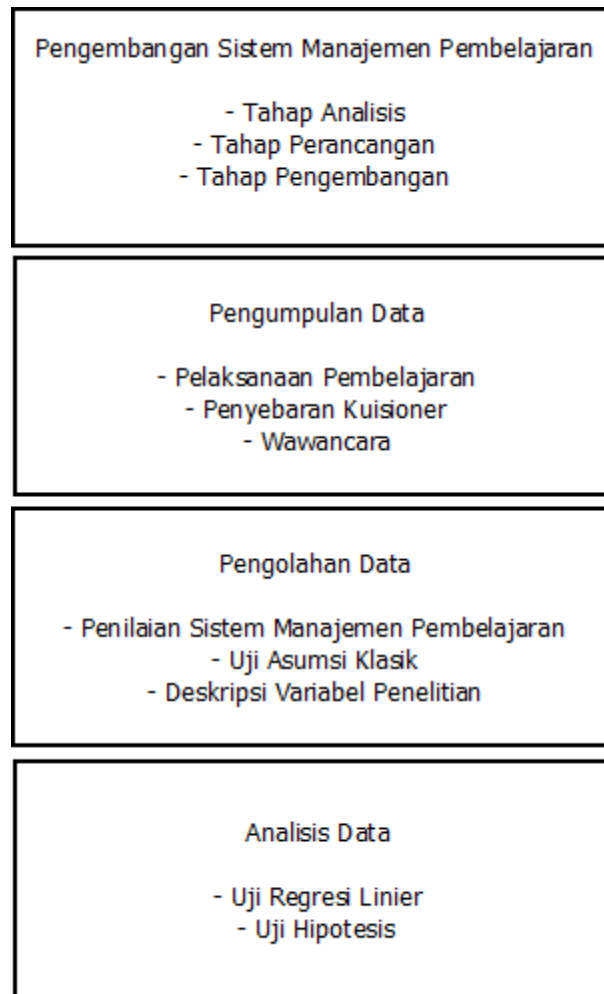 Pengembangan Sistem Manajemen Pembelajaran
- Tahap Analisis
- Tahap Perancangan
- Tahap Pengembangan
Pengumpulan Data
- Pelaksanaan Pembelajaran
- Penyebaran Kuisioner
- Wawancara
Pengolahan Data
- Penilaian Sistem Manajemen Pembelajaran
- Uji Asumsi Klasik
- Deskripsi Variabel Penelitian
Analisis Data
- Uji Regresi Linier
- Uji Hipotesis